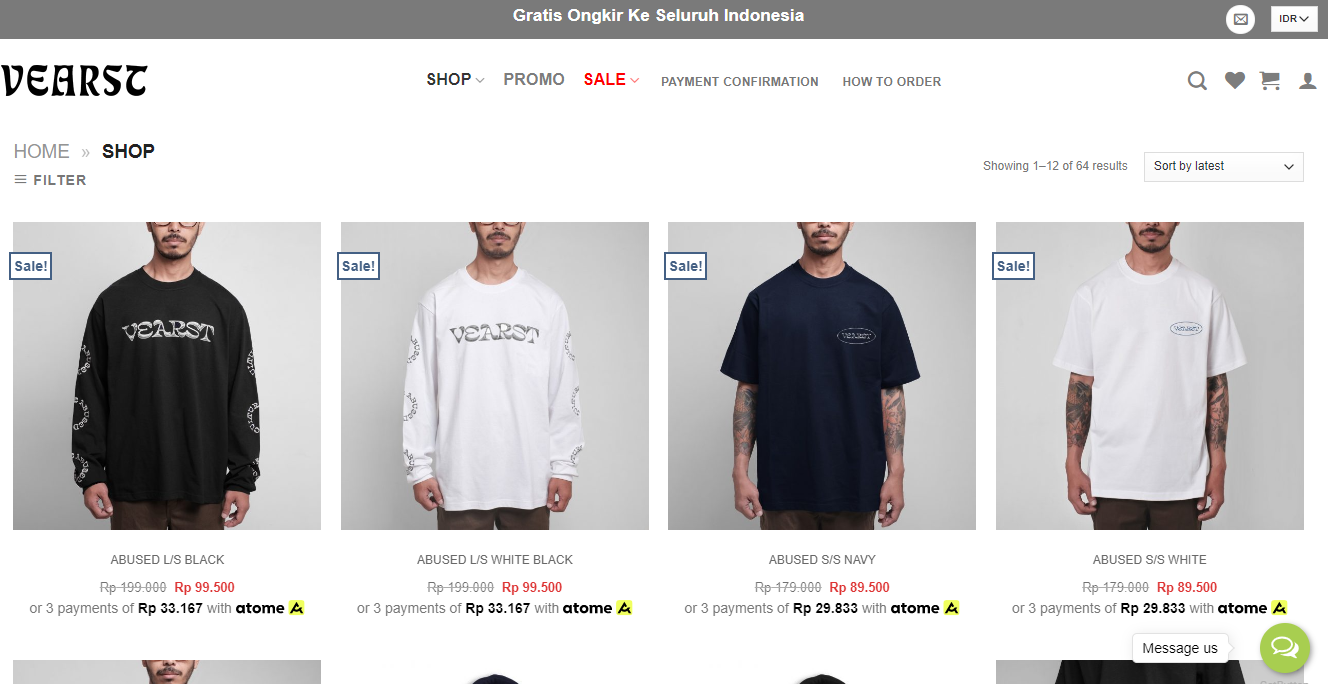 Gratis Ongkir Ke Seluruh Indonesia
IDR
VEARST
SHOP PROMO SALE PAYMENT CONFIRMATION HOW TO ORDER
HOME » SHOP
FILTER
Showing 1–12 of 64 results
Sort by latest
Sale! Sale! Sale! Sale!
VEARST VEARST VEARST VEARST
ABUSED L/S BLACK
Rp 199.000 Rp 99.500
or 3 payments of Rp 33.167 with atome
ABUSED L/S WHITE BLACK
Rp 199.000 Rp 99.500
or 3 payments of Rp 33.167 with atome
ABUSED S/S NAVY
Rp 179.000 Rp 89.500
or 3 payments of Rp 29.833 with atome
ABUSED S/S WHITE
Rp 179.000 Rp 89.500
or 3 payments of Rp 29.833 with atome
Message us